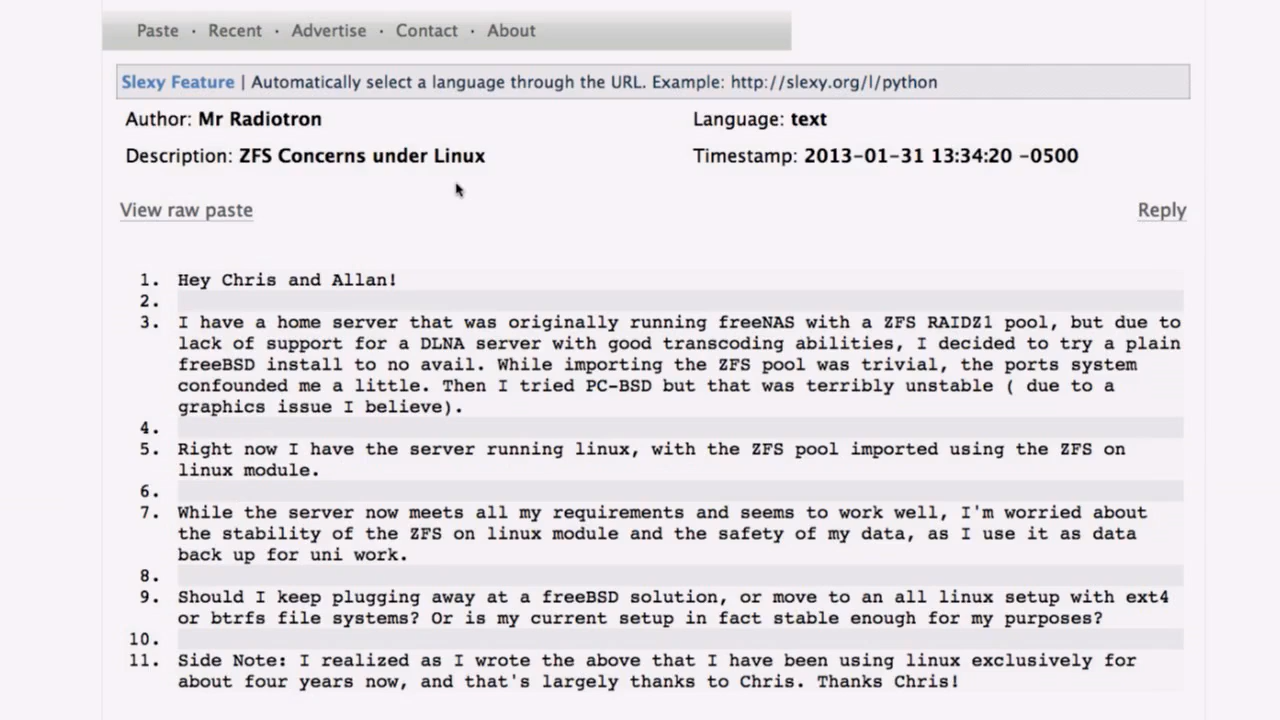 Paste · Recent · Advertise · Contact · About
Slexy Feature | Automatically select a language through the URL. Example: http://slexy.org/l/python
Author: Mr Radiotron
Language: text
Description: ZFS Concerns under Linux
Timestamp: 2013-01-31 13:34:20 -0500
View raw paste
Reply
1. Hey Chris and Allan!
2.
3. I have a home server that was originally running freeNAS with a ZFS RAIDZ1 pool, but due to
lack of support for a DLNA server with good transcoding abilities, I decided to try a plain
freeBSD install to no avail. While importing the ZFS pool was trivial, the ports system
confounded me a little. Then I tried PC-BSD but that was terribly unstable ( due to a
graphics issue I believe).
4.
5. Right now I have the server running linux, with the ZFS pool imported using the ZFS on
linux module.
6.
7. While the server now meets all my requirements and seems to work well, I'm worried about
the stability of the ZFS on linux module and the safety of my data, as I use it as data
back up for uni work.
8.
9. Should I keep plugging away at a freeBSD solution, or move to an all linux setup with ext4
or btrfs file systems? Or is my current setup in fact stable enough for my purposes?
10.
11. Side Note: I realized as I wrote the above that I have been using linux exclusively for
about four years now, and that's largely thanks to Chris. Thanks Chris!